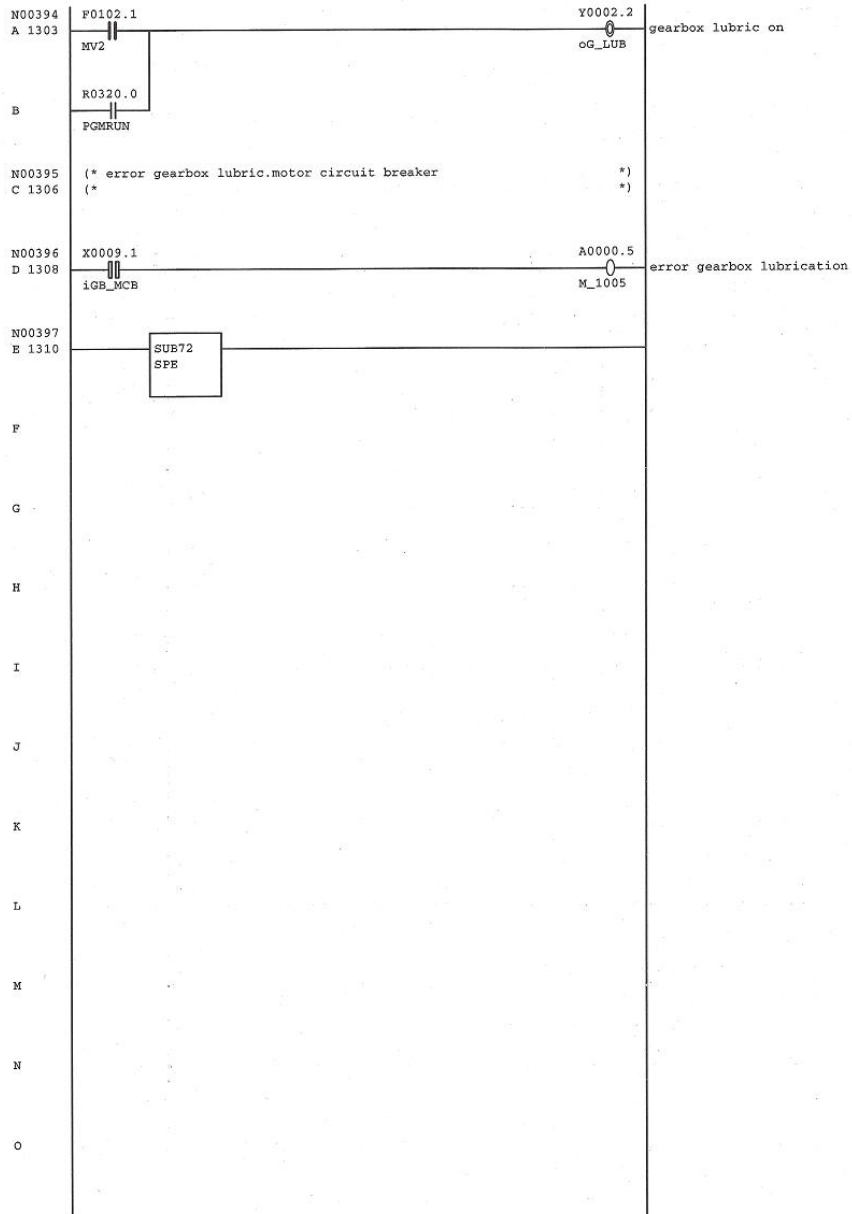 N00394 F0102.1 Y0002.2
A 1303 gearbox lubric on
MV2 oG_LUB
R0320.0
B
PGMRUN
N00395 (* error gearbox lubric.motor circuit breaker *)
C 1306 (* *)
N00396 X0009.1 A0000.5
D 1308 error gearbox lubrication
iGB_MCB M_1005
N00397
E 1310 SUB72
SPE
F
G
H
I
J
K
L
M
N
O